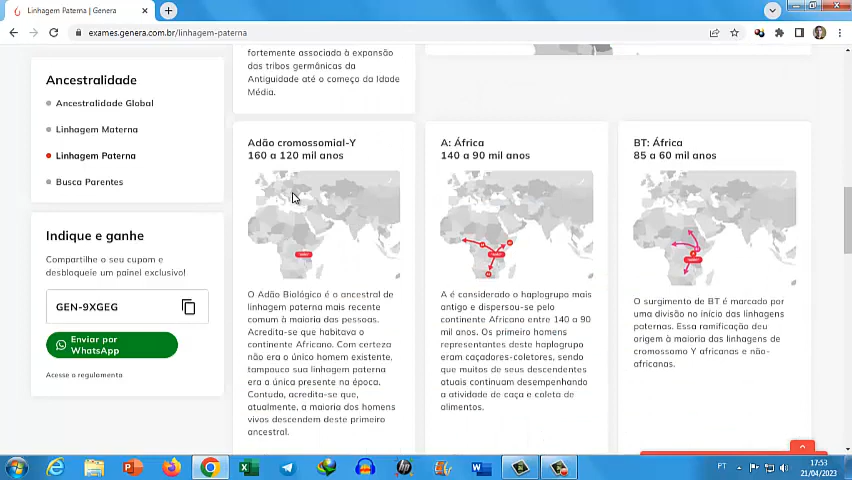 Linhagem Paterna | Genera
exames.genera.com.br/linhagem-paterna
Ancestralidade
Ancestralidade Global
Linhagem Materna
Linhagem Paterna
Busca Parentes
Indique e ganhe
Compartilhe o seu cupom e
desbloqueie um painel exclusivo!
GEN-9XGEG
Enviar por
WhatsApp
Acesse o regulamento
fortemente associada à expansão
das tribos germânicas da
Antiguidade até o começo da Idade
Média.
Adão cromossomial-Y
160 a 120 mil anos
O Adão Biológico é o ancestral de
linhagem paterna mais recente
comum à maioria das pessoas.
Acredita-se que habitava o
continente Africano. Com certeza
não era o único homem existente,
tampouco sua linhagem paterna
era a única presente na época.
Contudo, acredita-se que,
atualmente, a maioria dos homens
vivos descendem deste primeiro
ancestral.
A: África
140 a 90 mil anos
A é considerado o haplogrupo mais
antigo e dispersou-se pelo
continente Africano entre 140 a 90
mil anos. Os primeiro homens
representantes deste haplogrupo
eram caçadores-coletores, sendo
que muitos de seus descendentes
atuais continuam desempenhando
a atividade de caça e coleta de
alimentos.
BT: África
85 a 60 mil anos
O surgimento de BT é marcado por
uma divisão no início das linhagens
paternas. Essa ramificação deu
origem à maioria das linhagens de
cromossomo Y africanas e não-
africanas.
PT
17:53
21/04/2023